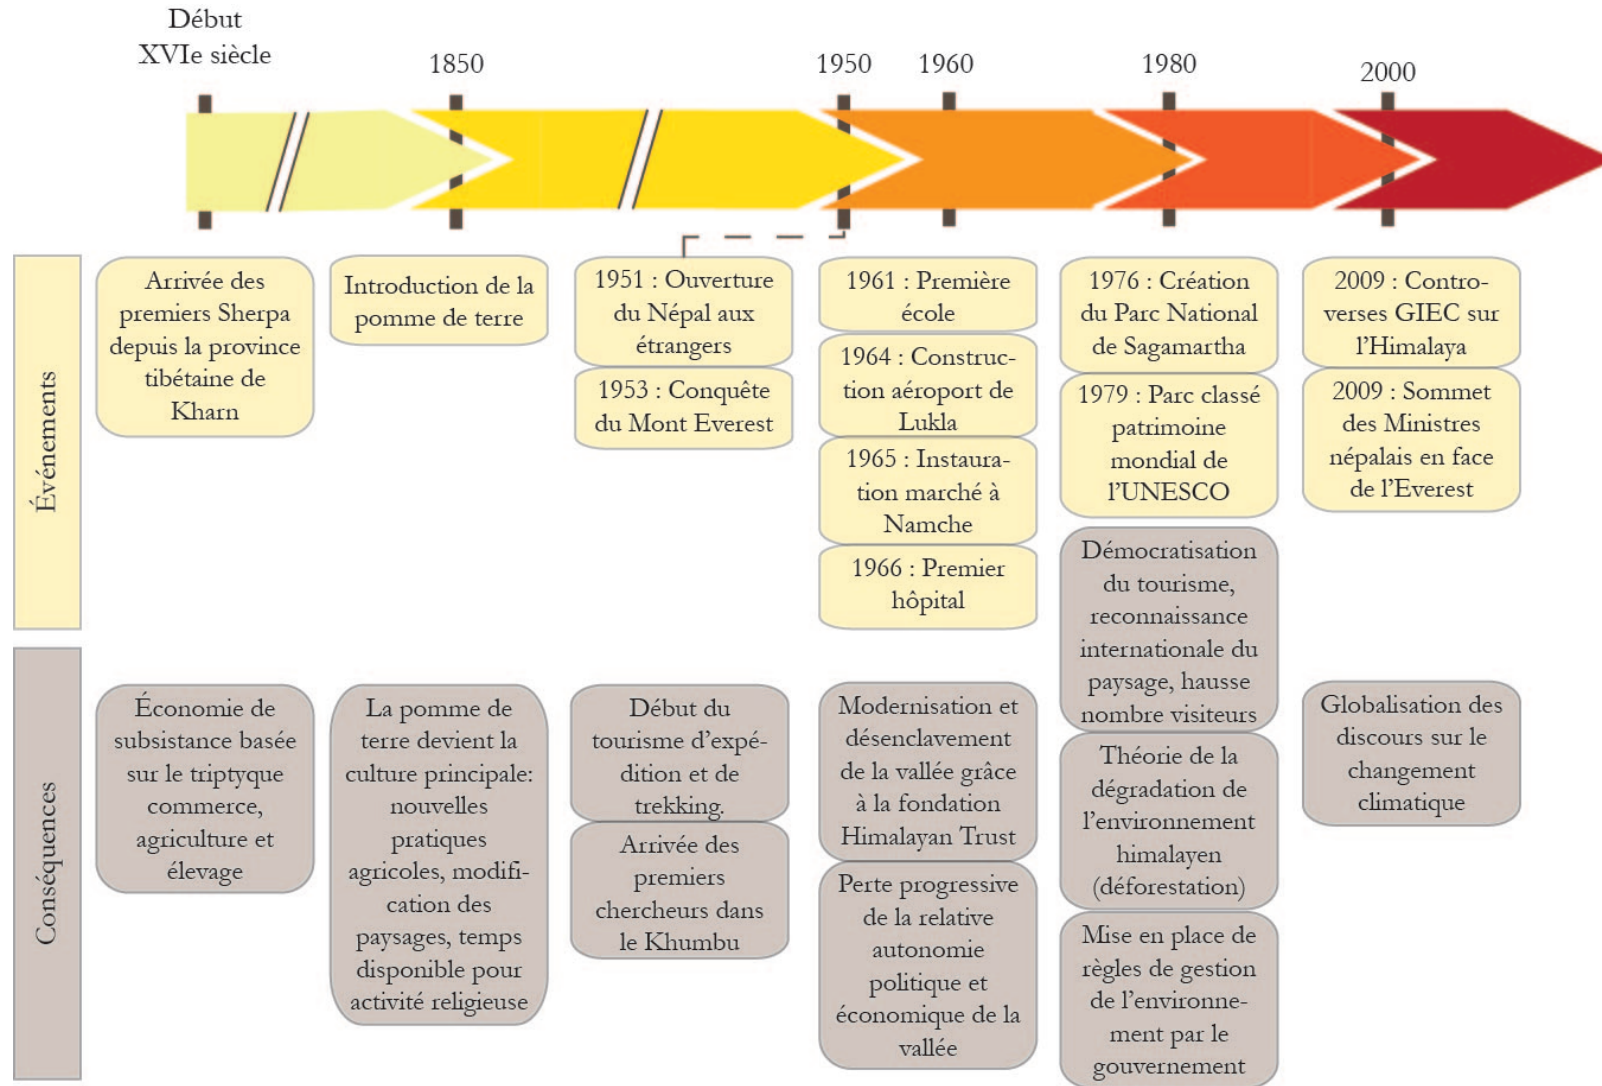 Début
XVIe siècle
1850
1950
1960
1980
2000
Événements
Arrivée des
premiers Sherpa
depuis la province
tibétaine de
Kharn
Introduction de la
pomme de terre
1951 : Ouverture
du Népal aux
étrangers
1953 : Conquête
du Mont Everest
1961 : Première
école
1964 : Construc-
tion aéroport de
Lukla
1965 : Instaura-
tion marché à
Namche
1966 : Premier
hôpital
1976 : Création
du Parc National
de Sagamartha
1979 : Parc classé
patrimoine
mondial de
l'UNESCO
2009 : Contro-
verses GIEC sur
l'Himalaya
2009 : Sommet
des Ministres
népalais en face
de l'Everest
Conséquences
Économie de
subsistance basée
sur le triptyque
commerce,
agriculture et
élevage
La pomme de
terre devient la
culture principale:
nouvelles
pratiques
agricoles, modifi-
cation des
paysages, temps
disponible pour
activité religieuse
Début du
tourisme d'expé-
dition et de
trekking.
Arrivée des
premiers
chercheurs dans
le Khumbu
Modernisation et
désenclavement
de la vallée grâce
à la fondation
Himalayan Trust
Perte progressive
de la relative
autonomie
politique et
économique de la
vallée
Démocratisation
du tourisme,
reconnaissance
internationale du
paysage, hausse
nombre visiteurs
Théorie de la
dégradation de
l'environnement
himalayen
(déforestation)
Mise en place de
règles de gestion
de l'environne-
ment par le
gouvernement
Globalisation des
discours sur le
changement
climatique